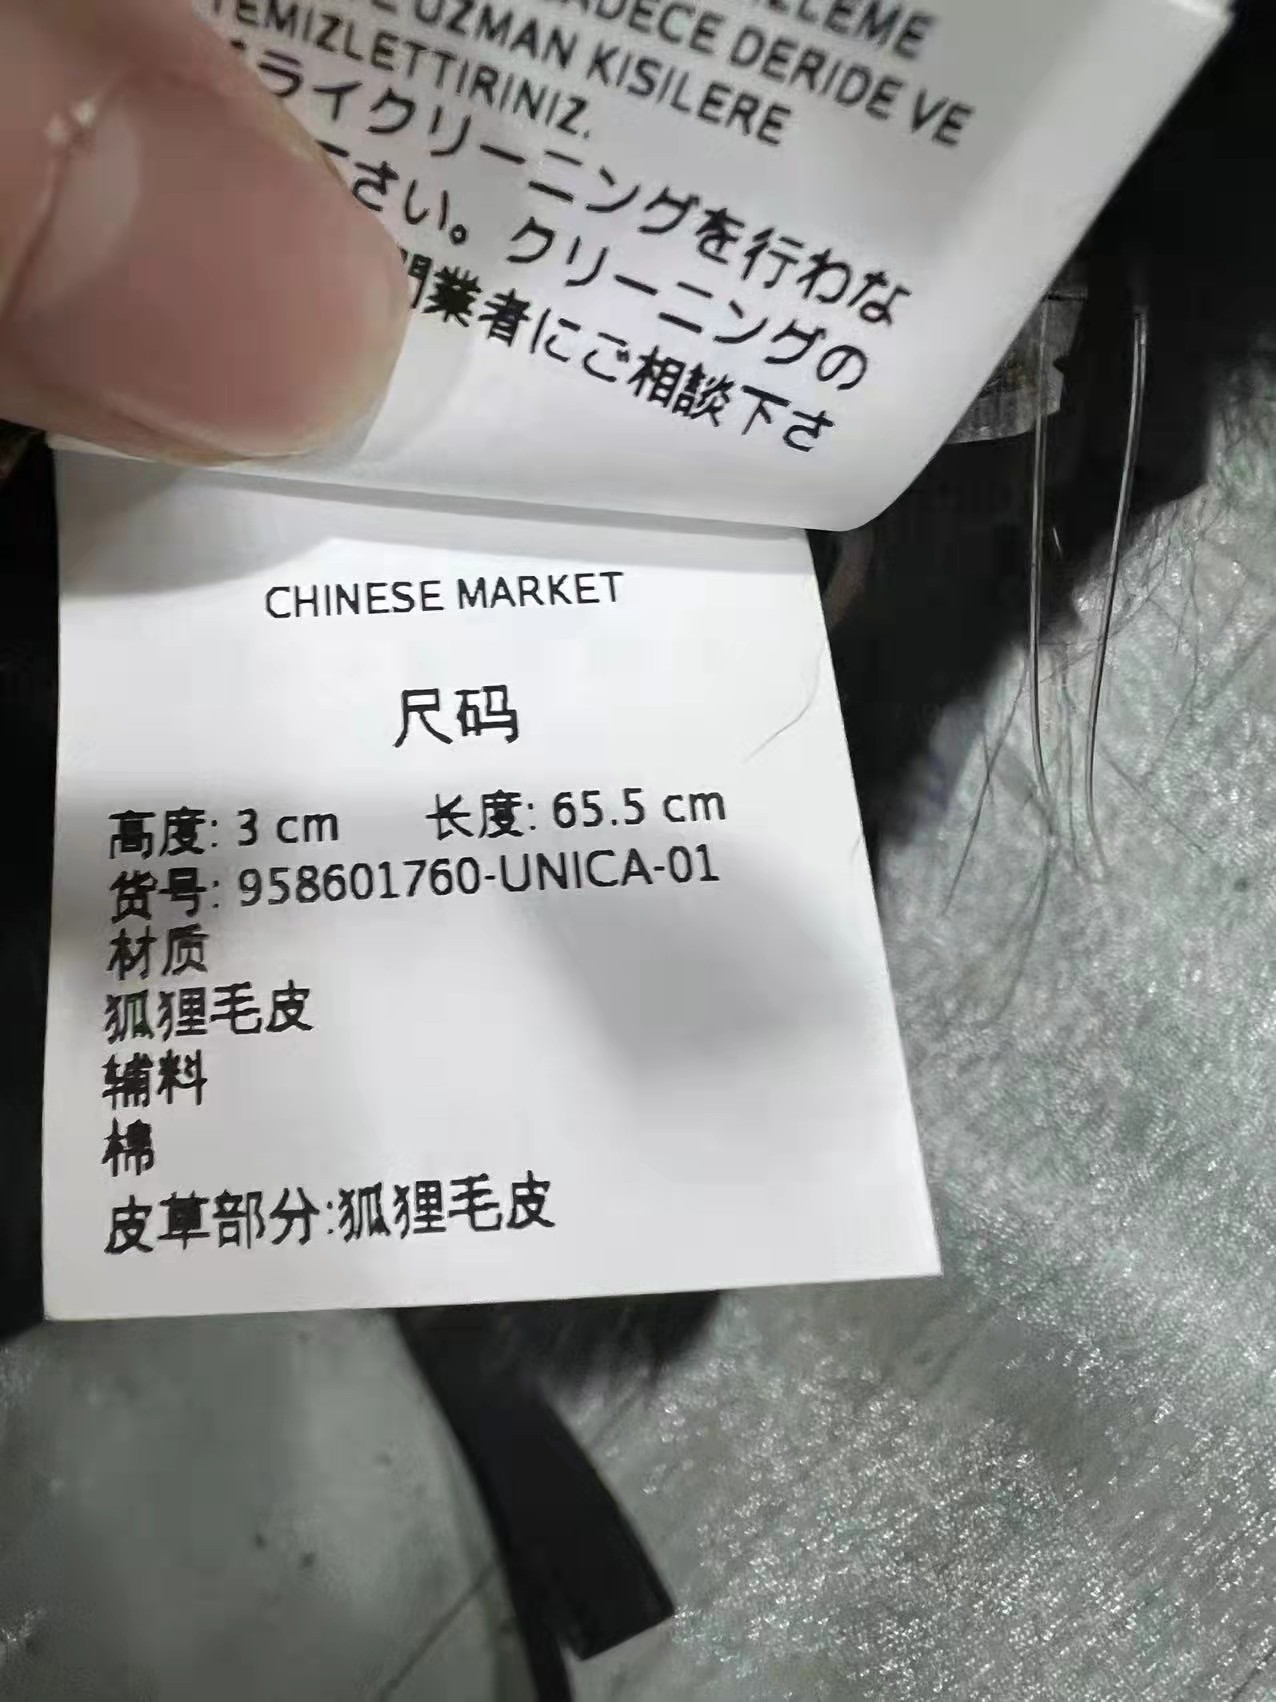 ADECE DERIDE VE
UZMAN KISILERE
TEMIZLETTIRINIZ.
ライクリーニングを行わな
さい。クリーニングの
業者にご相談下さ
CHINESE MARKET
尺码
高度: 3 cm 长度: 65.5 cm
货号: 958601760-UNICA-01
材质
狐狸毛皮
辅料
棉
皮草部分:狐狸毛皮